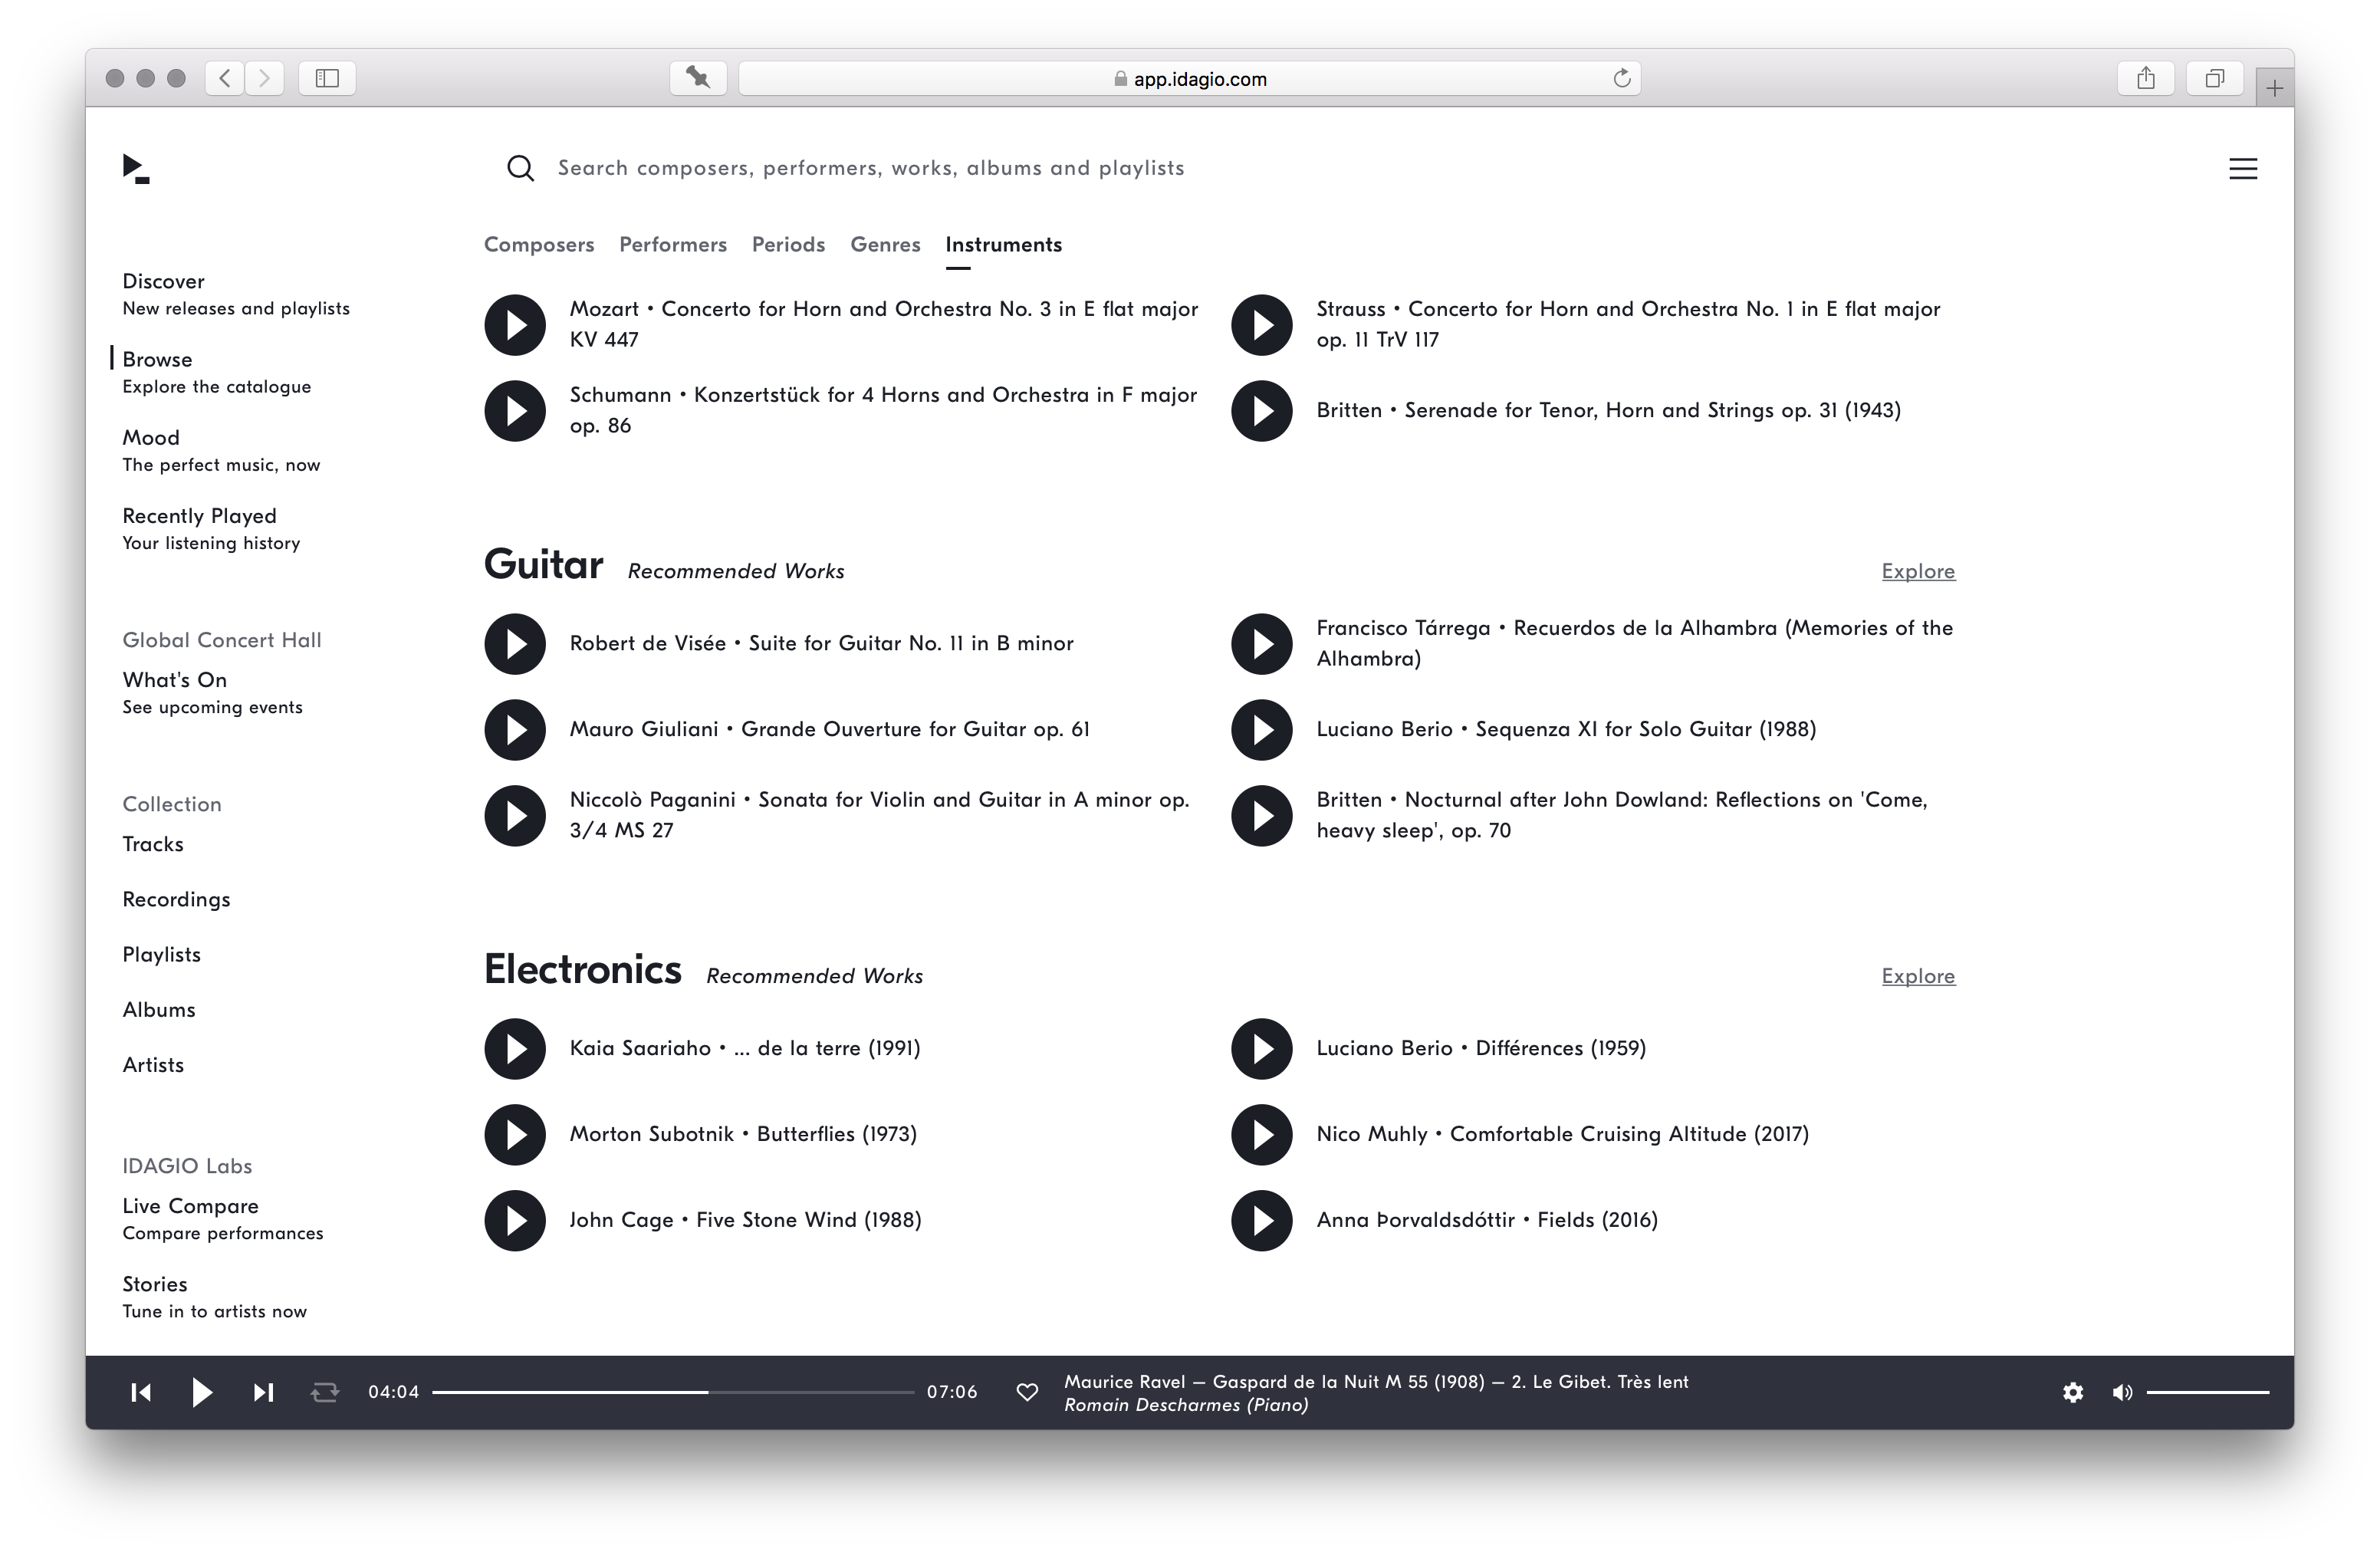 app.idagio.com
Search composers, performers, works, albums and playlists
Composers Performers Periods Genres Instruments
Discover
New releases and playlists
Browse
Explore the catalogue
Mood
The perfect music, now
Recently Played
Your listening history
Global Concert Hall
What's On
See upcoming events
Collection
Tracks
Recordings
Playlists
Albums
Artists
IDAGIO Labs
Live Compare
Compare performances
Stories
Tune in to artists now
Mozart • Concerto for Horn and Orchestra No. 3 in E flat major
KV 447
Strauss • Concerto for Horn and Orchestra No. 1 in E flat major
op. 11 TrV 117
Schumann • Konzertstück for 4 Horns and Orchestra in F major
op. 86
Britten • Serenade for Tenor, Horn and Strings op. 31 (1943)
Guitar Recommended Works Explore
Robert de Visée • Suite for Guitar No. 11 in B minor
Francisco Tárrega • Recuerdos de la Alhambra (Memories of the
Alhambra)
Mauro Giuliani • Grande Ouverture for Guitar op. 61
Luciano Berio • Sequenza XI for Solo Guitar (1988)
Niccolò Paganini • Sonata for Violin and Guitar in A minor op.
3/4 MS 27
Britten • Nocturnal after John Dowland: Reflections on 'Come,
heavy sleep', op. 70
Electronics Recommended Works Explore
Kaia Saariaho • ... de la terre (1991)
Luciano Berio • Différences (1959)
Morton Subotnik • Butterflies (1973)
Nico Muhly • Comfortable Cruising Altitude (2017)
John Cage • Five Stone Wind (1988)
Anna Þorvaldsdóttir • Fields (2016)
04:04 07:06
Maurice Ravel – Gaspard de la Nuit M 55 (1908) – 2. Le Gibet. Très lent
Romain Descharmes (Piano)